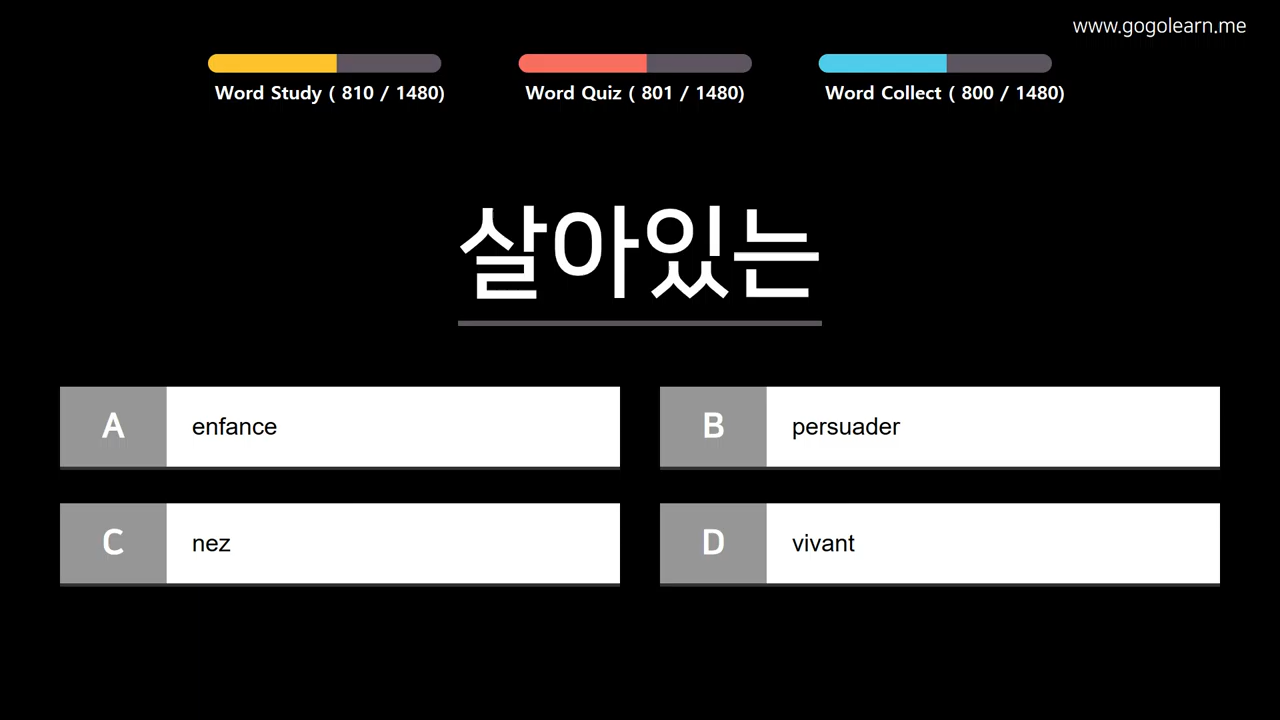 www.gogolearn.me
Word Study ( 810 / 1480)
Word Quiz ( 801 / 1480)
Word Collect ( 800 / 1480)
살아있는
A enfance
B persuader
C nez
D vivant